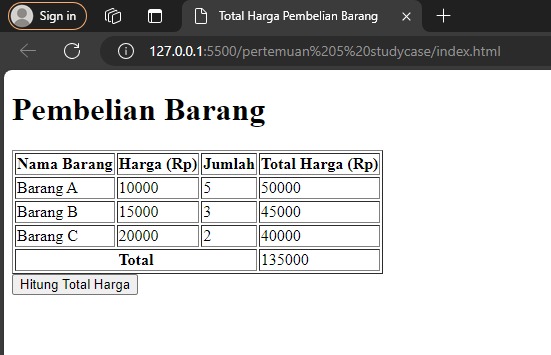 Sign in
Total Harga Pembelian Barang
127.0.0.1:5500/pertemuan%205%20studycase/index.html
Pembelian Barang
Nama Barang Harga (Rp) Jumlah Total Harga (Rp)
Barang A 10000 5 50000
Barang B 15000 3 45000
Barang C 20000 2 40000
Total 135000
Hitung Total Harga